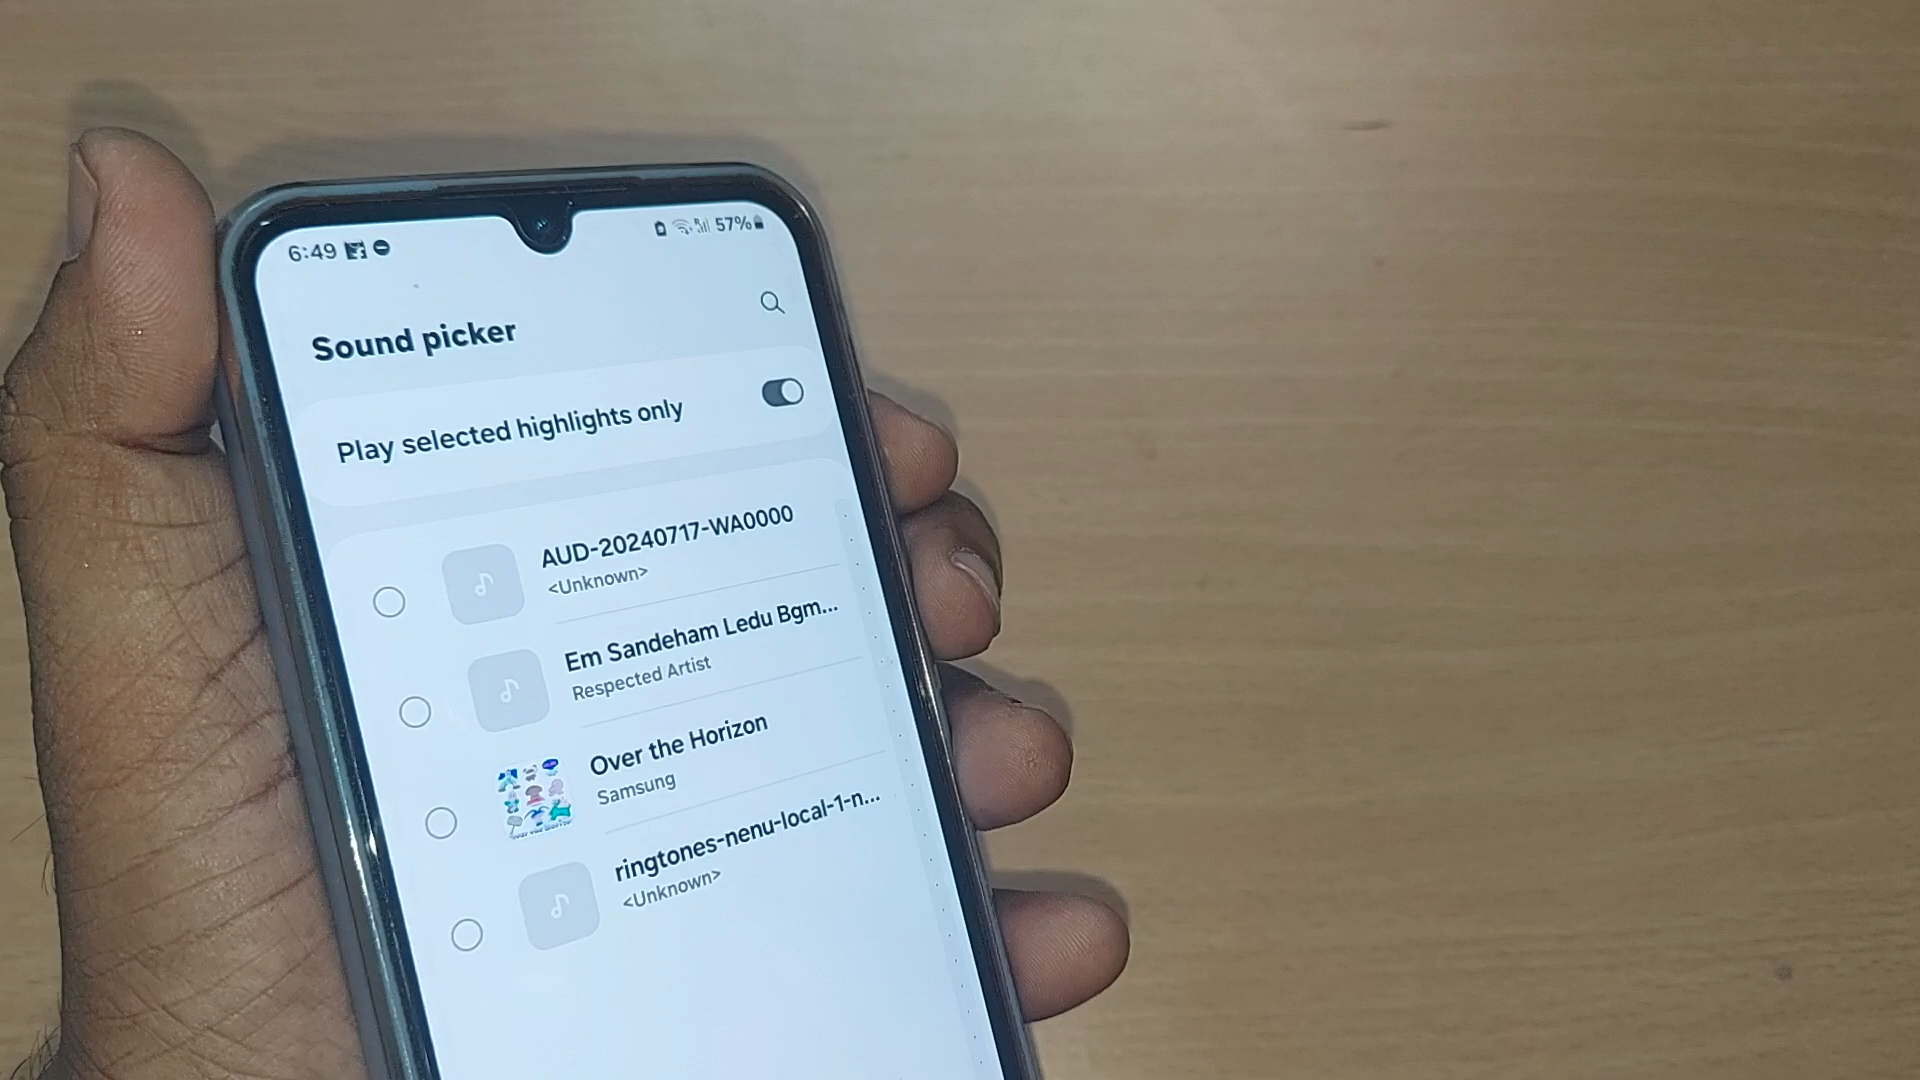 6:49
57%
Sound picker
Play selected highlights only
AUD-20240717-WA0000
<Unknown>
Em Sandeham Ledu Bgm...
Respected Artist
Over the Horizon
Samsung
ringtones-nenu-local-1-n...
<Unknown>